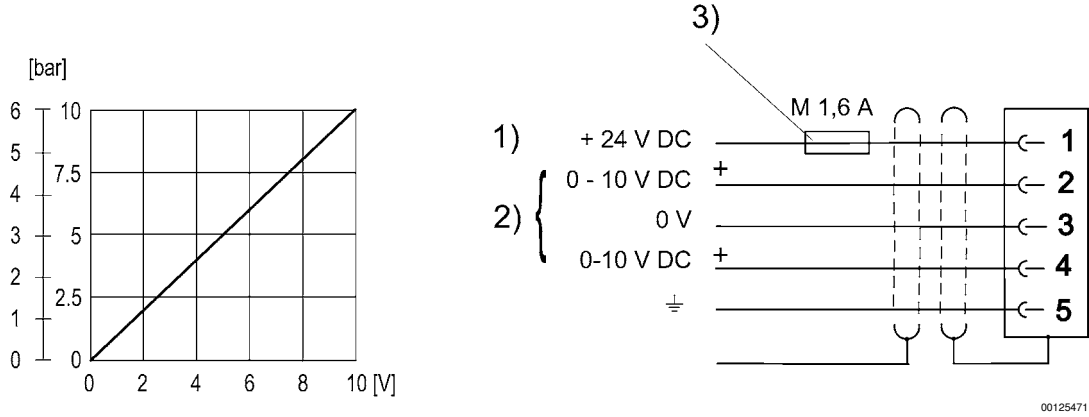 [bar]
6
5
4
3
2
1
0
10
7.5
5
2.5
0
0 2 4 6 8 10 [V]
3)
M 1,6 A
1) + 24 V DC 1
0 - 10 V DC + 2
2) 0 V 3
0-10 V DC + 4
5
00125471